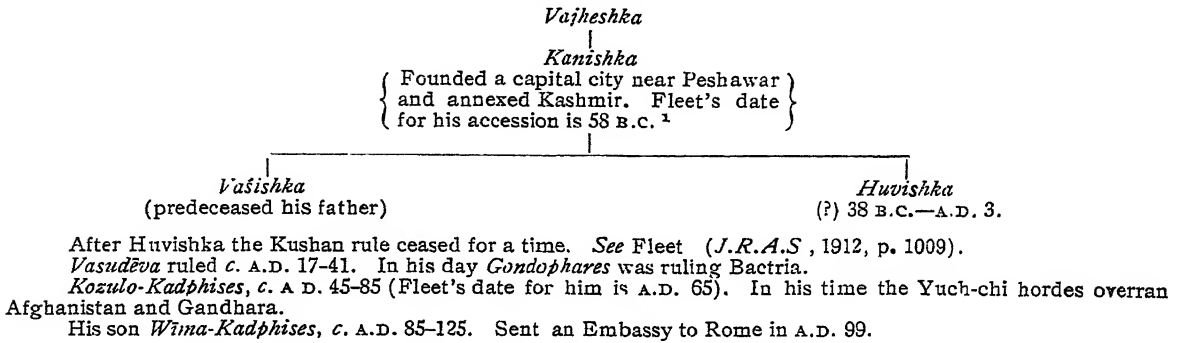 Vajheshka
Kanishka
Founded a capital city near Peshawar
and annexed Kashmir. Fleet's date
for his accession is 58 B.C. ¹
Vaśishka Huvishka
(predeceased his father) (?) 38 B.C.—A.D. 3.
After Huvishka the Kushan rule ceased for a time. See Fleet (J.R.A.S , 1912, p. 1009).
Vasudēva ruled c. A.D. 17-41. In his day Gondophares was ruling Bactria.
Kozulo-Kadphises, c. A D. 45-85 (Fleet's date for him is A.D. 65). In his time the Yuch-chi hordes overran
Afghanistan and Gandhara.
His son Wīma-Kadphises, c. A.D. 85–125. Sent an Embassy to Rome in A.D. 99.